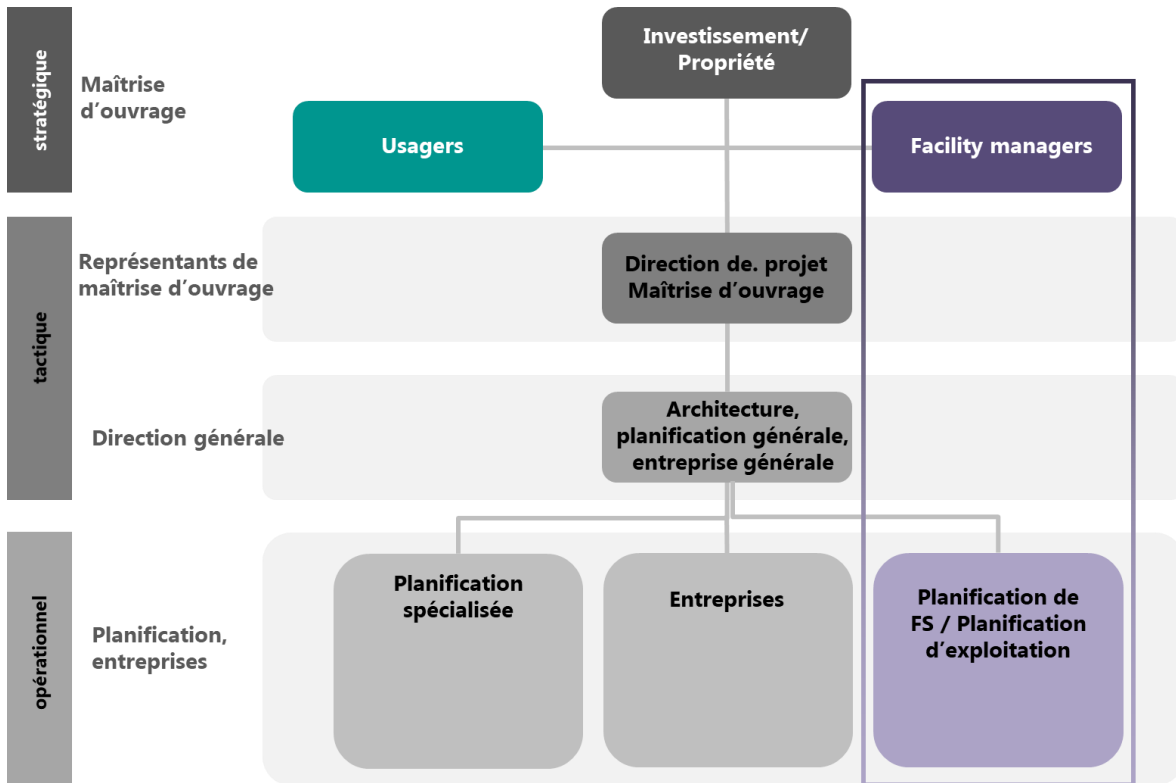 stratégique
Maîtrise
d’ouvrage
Investissement/
Propriété
Usagers
Facility managers
tactique
Représentants de
maîtrise d’ouvrage
Direction de. projet
Maîtrise d’ouvrage
Direction générale
Architecture,
planification générale,
entreprise générale
opérationnel
Planification,
entreprises
Planification
spécialisée
Entreprises
Planification de
FS / Planification
d’exploitation